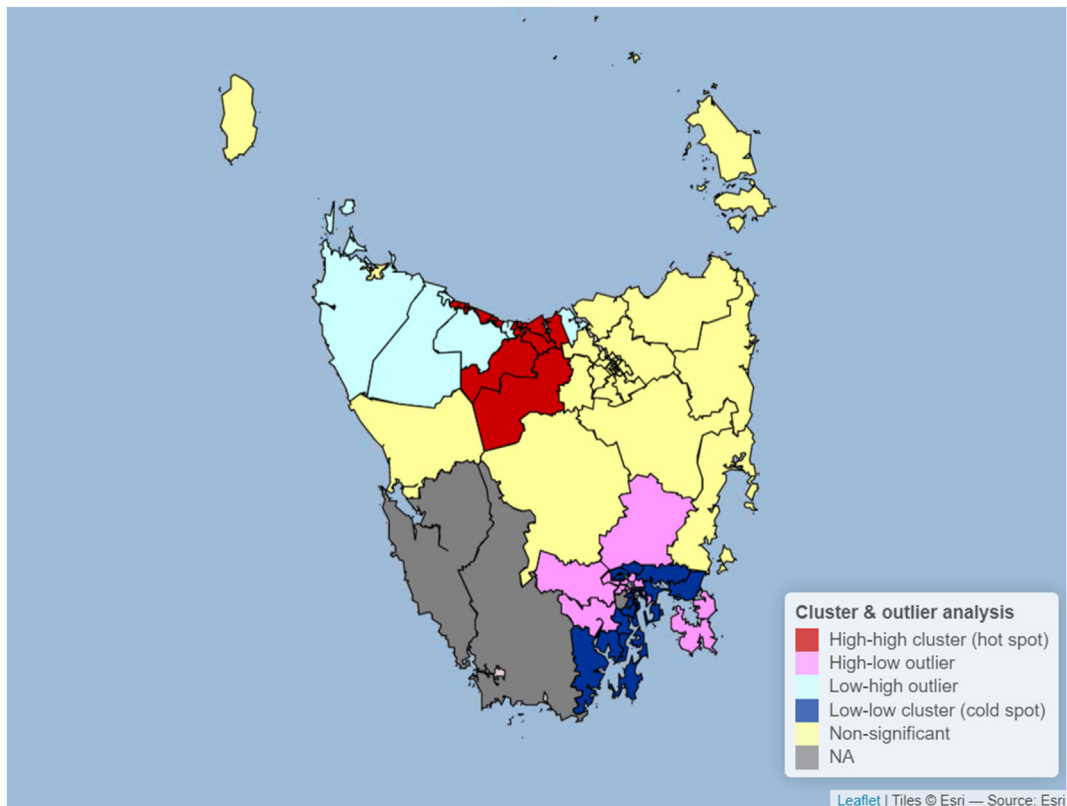 Cluster & outlier analysis
High-high cluster (hot spot)
High-low outlier
Low-high outlier
Low-low cluster (cold spot)
Non-significant
NA
Leaflet | Tiles © Esri — Source: Esri